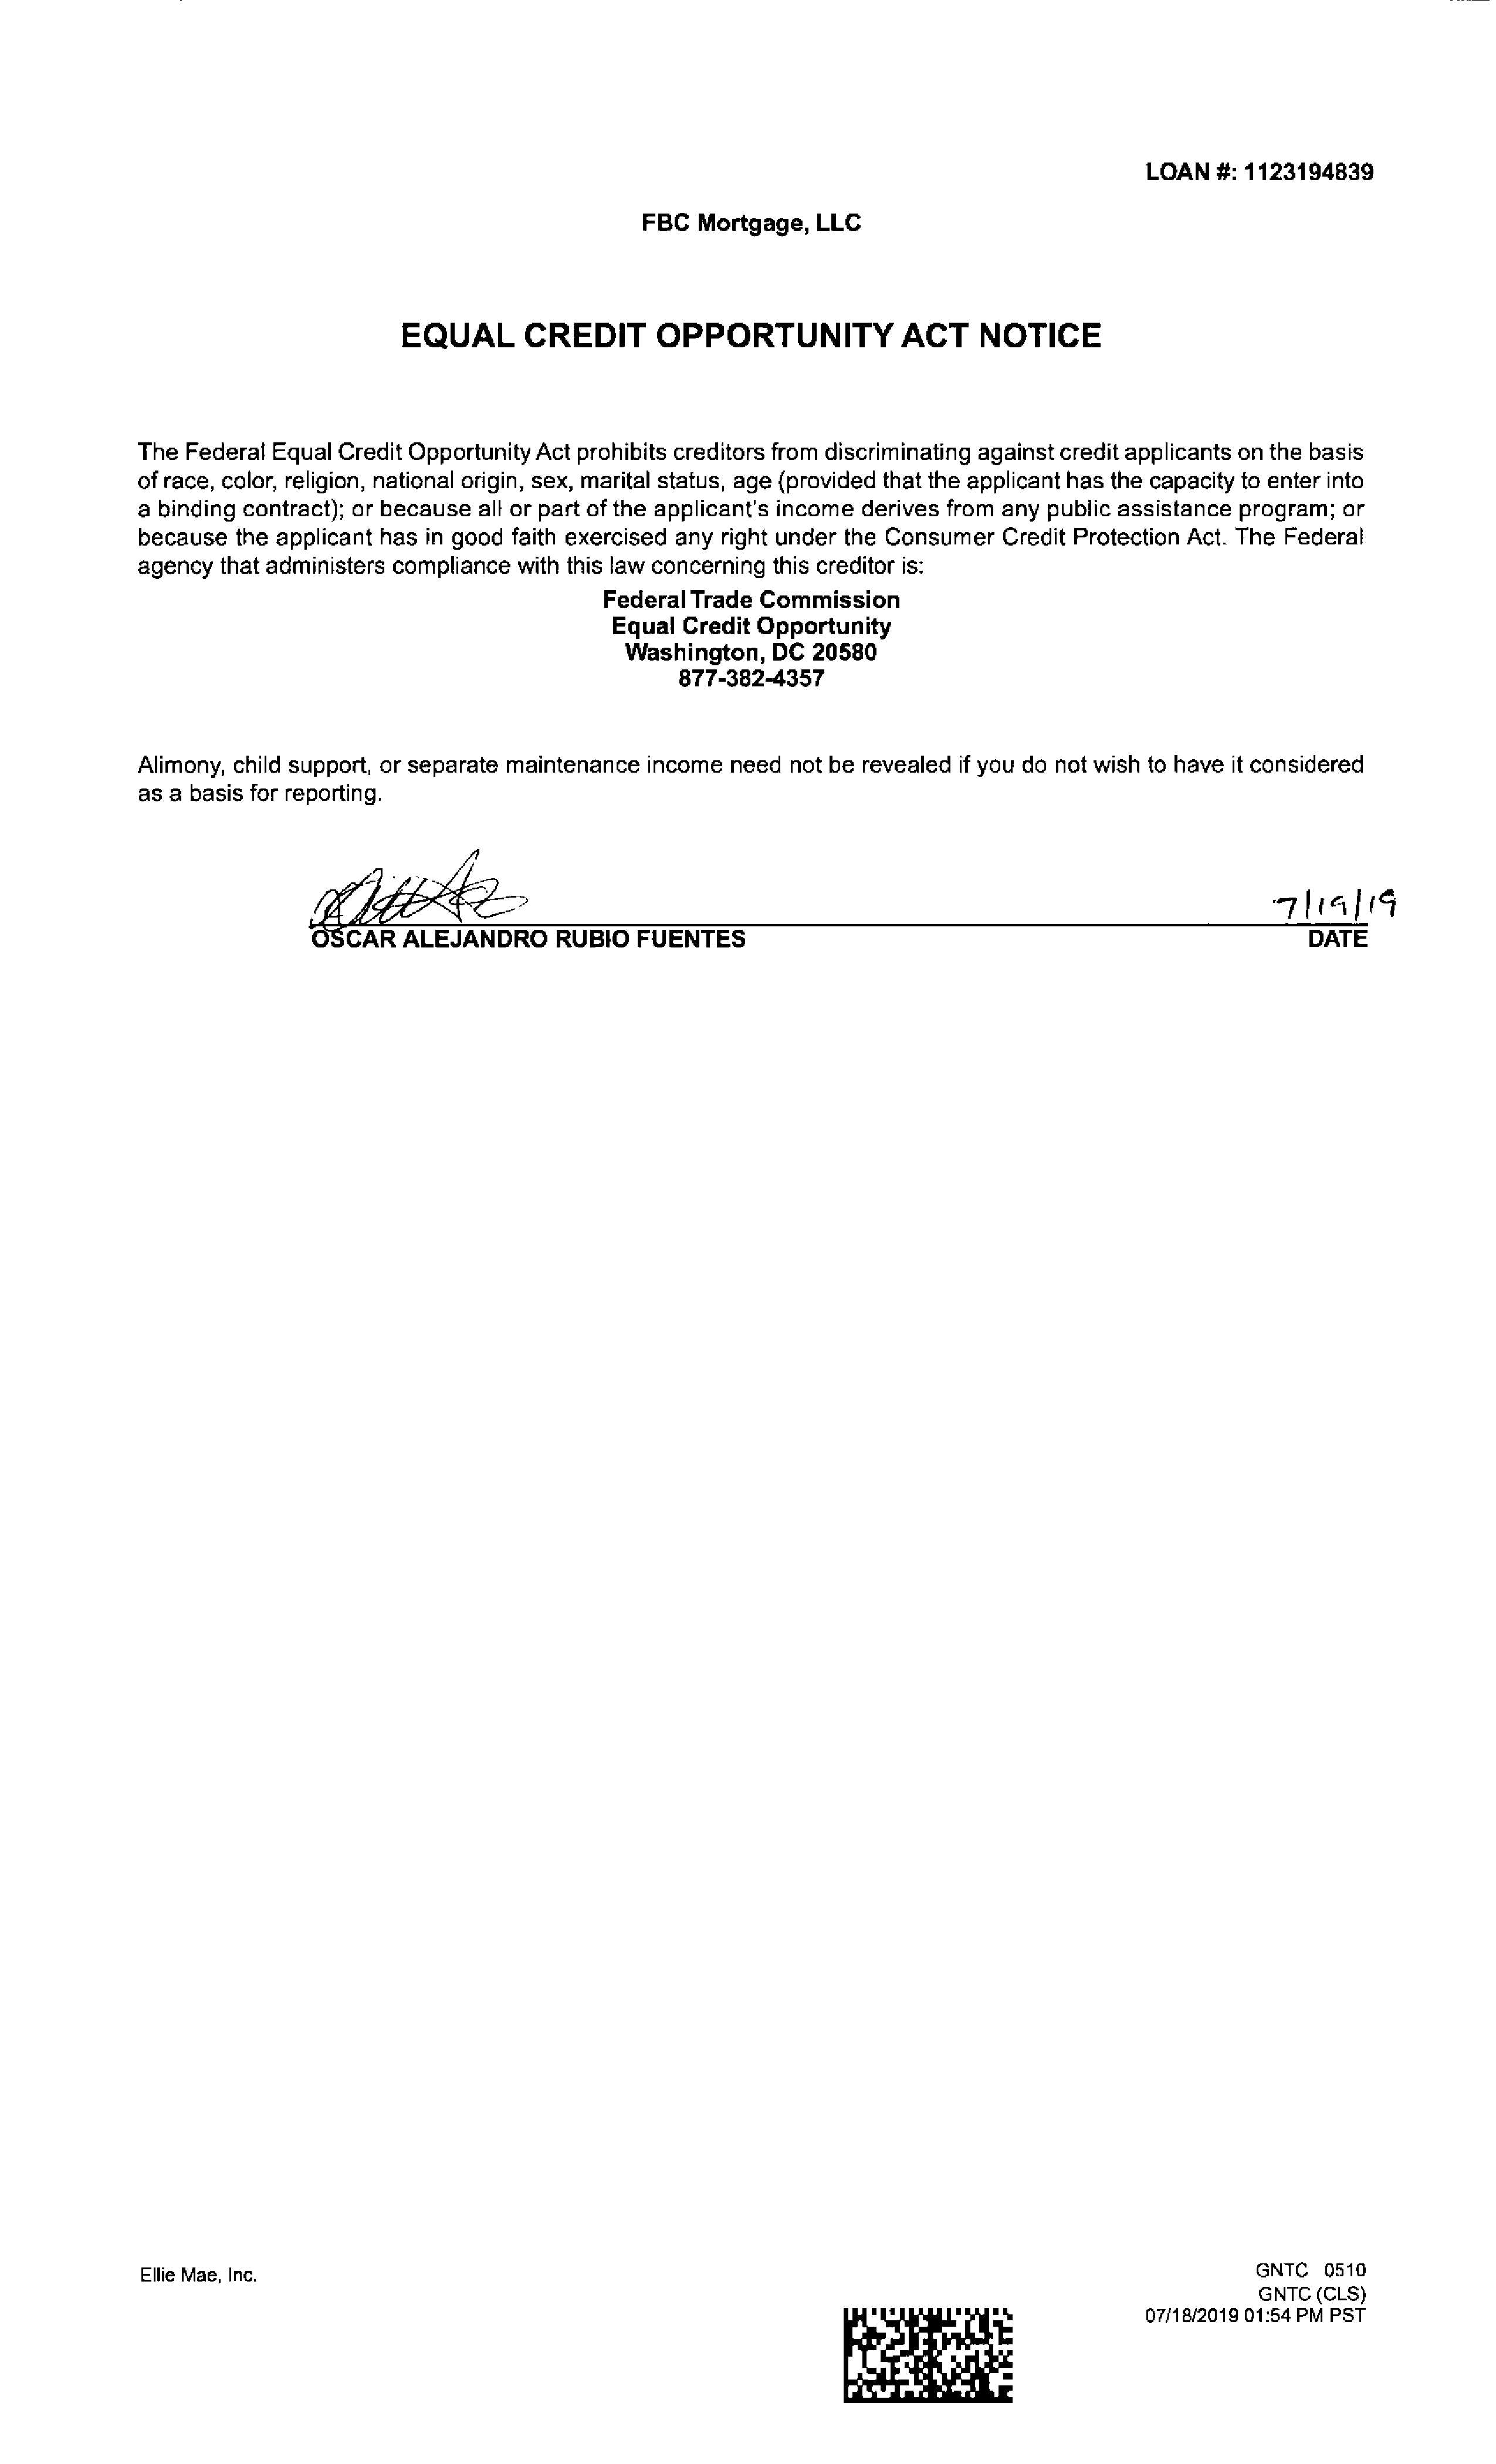 LOAN #: 1123194839
FBC Mortgage, LLC
EQUAL CREDIT OPPORTUNITY ACT NOTICE
The Federal Equal Credit Opportunity Act prohibits creditors from discriminating against credit applicants on the basis
of race, color, religion, national origin, sex, marital status, age (provided that the applicant has the capacity to enter into
a binding contract); or because all or part of the applicant's income derives from any public assistance program; or
because the applicant has in good faith exercised any right under the Consumer Credit Protection Act. The Federal
agency that administers compliance with this law concerning this creditor is:
Federal Trade Commission
Equal Credit Opportunity
Washington, DC 20580
877-382-4357
Alimony, child support, or separate maintenance income need not be revealed if you do not wish to have it considered
as a basis for reporting.
7/19/19
OSCAR ALEJANDRO RUBIO FUENTES DATE
Ellie Mae, Inc.
GNTC 0510
GNTC (CLS)
07/18/2019 01:54 PM PST